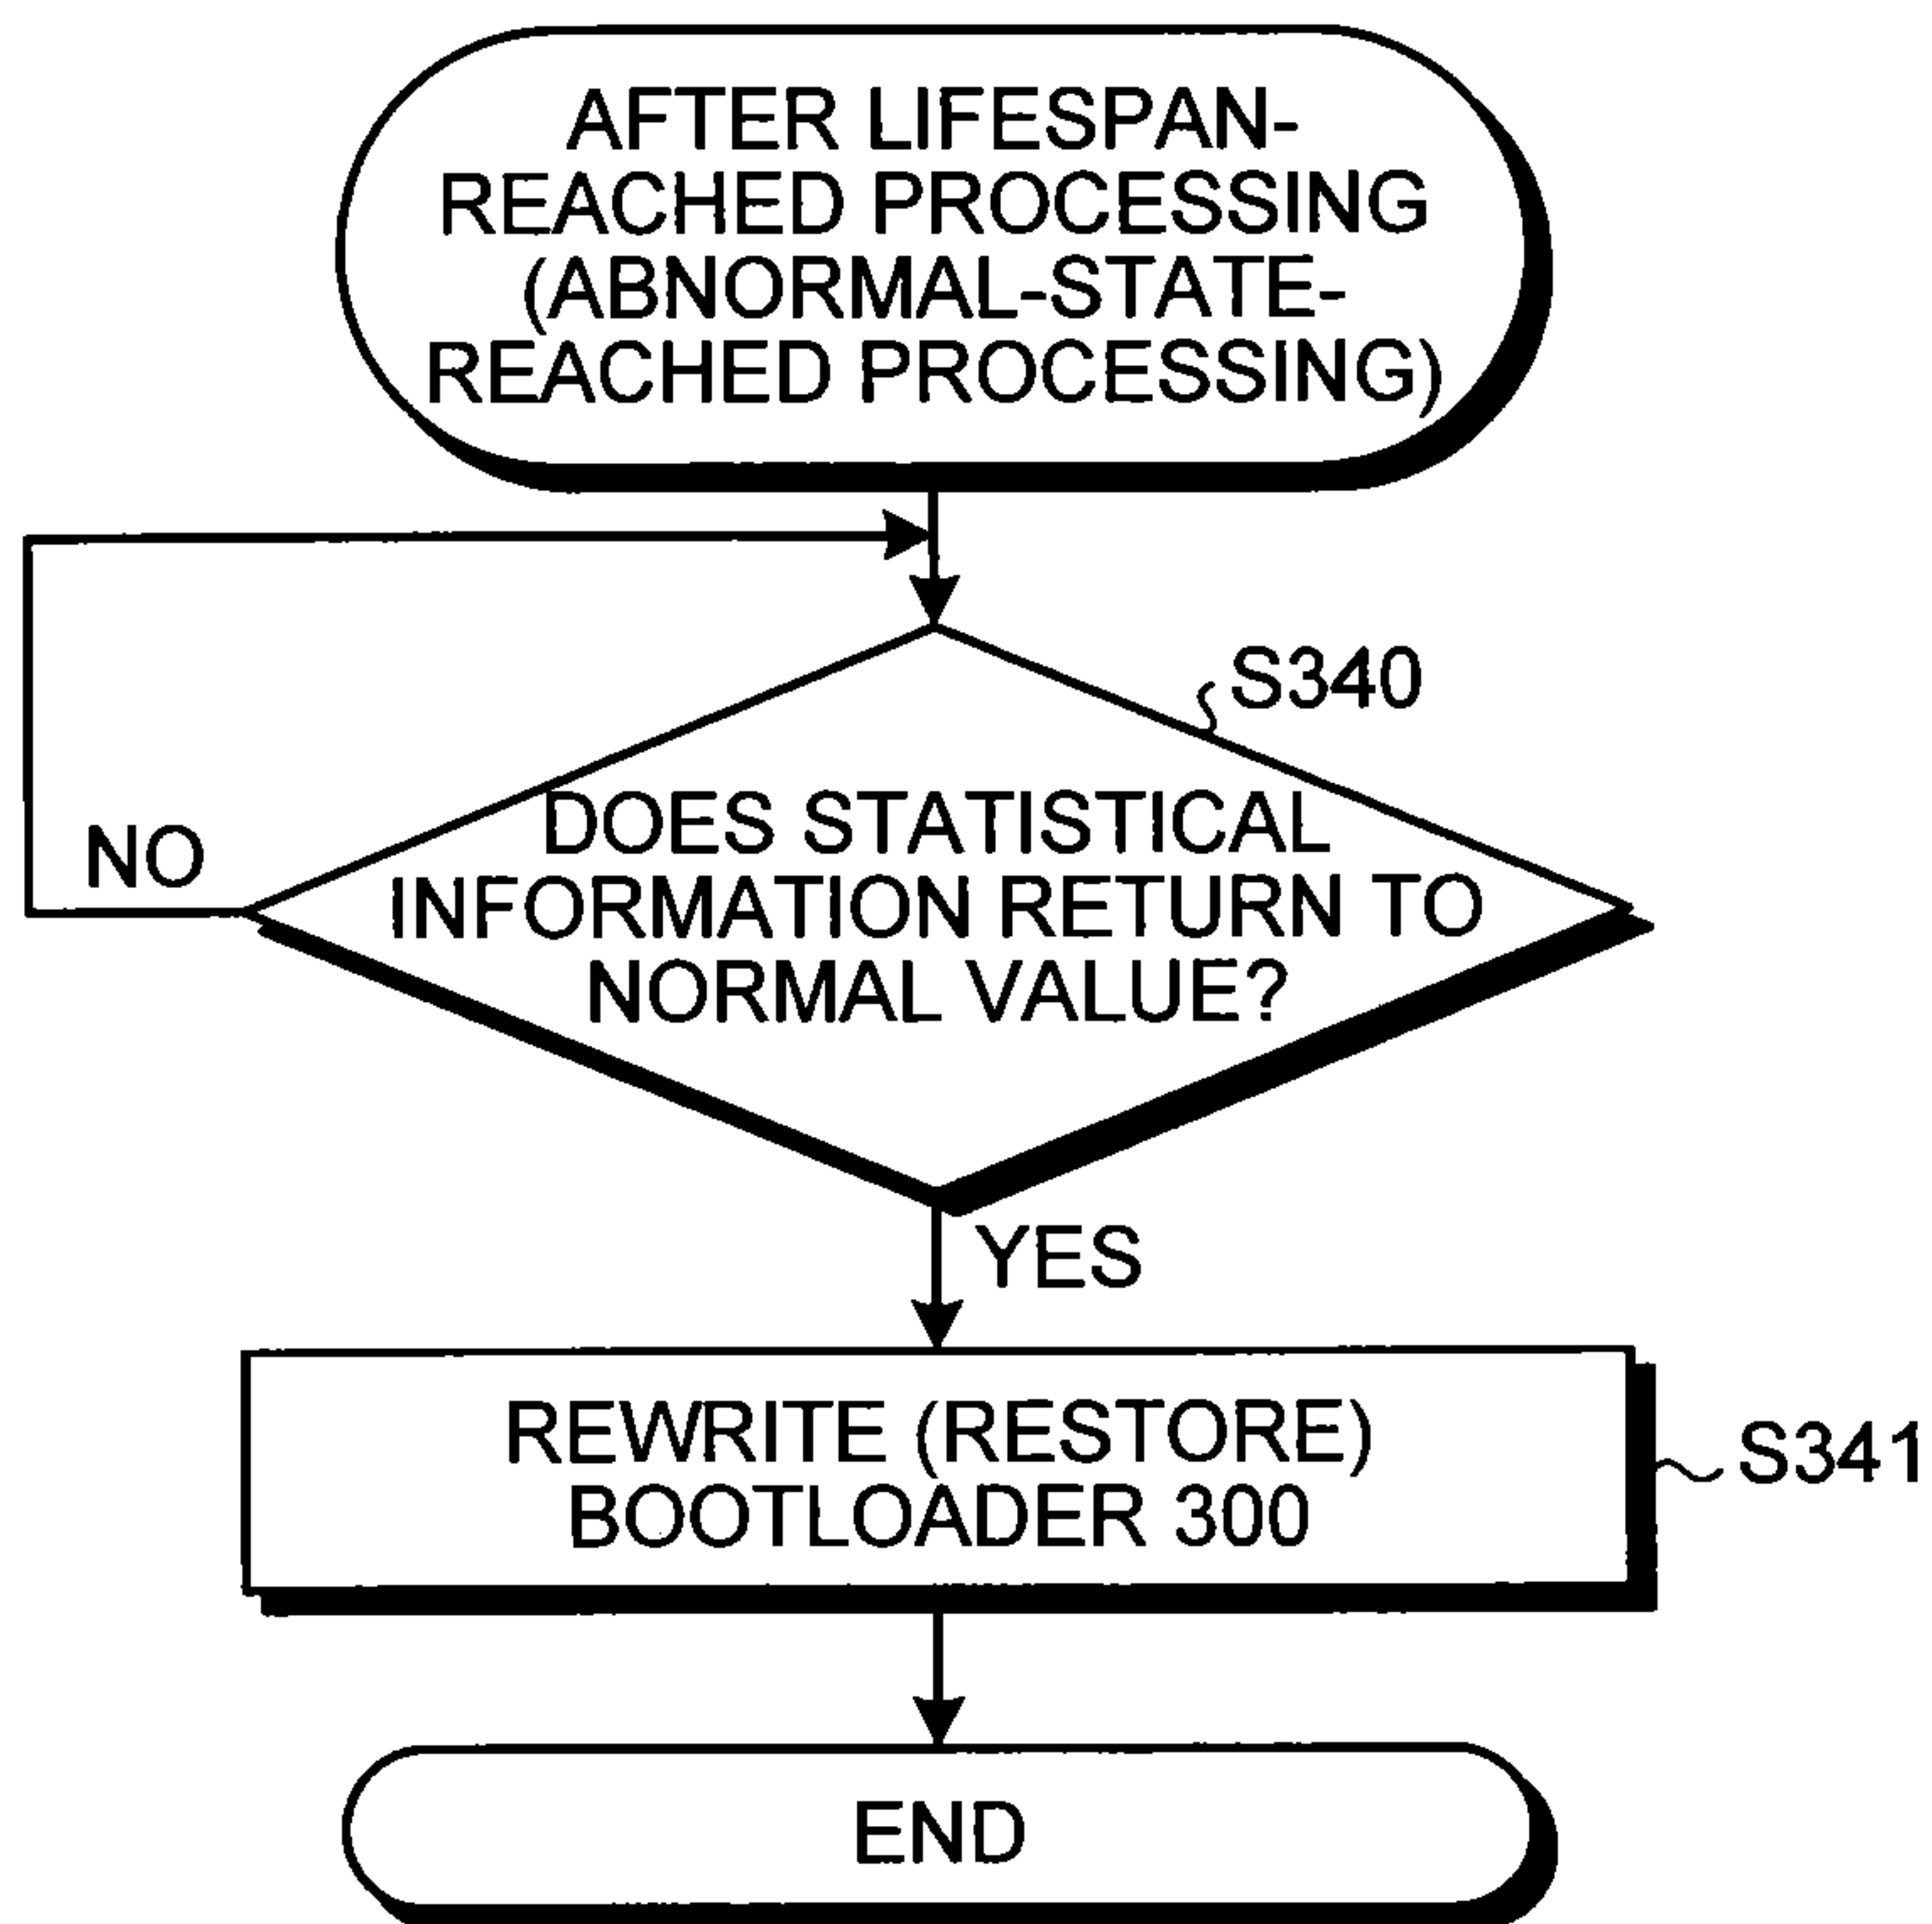 AFTER LIFESPAN-
REACHED PROCESSING
(ABNORMAL-STATE-
REACHED PROCESSING)
S340
DOES STATISTICAL
INFORMATION RETURN TO
NORMAL VALUE?
NO
YES
REWRITE (RESTORE)
BOOTLOADER 300
S341
END